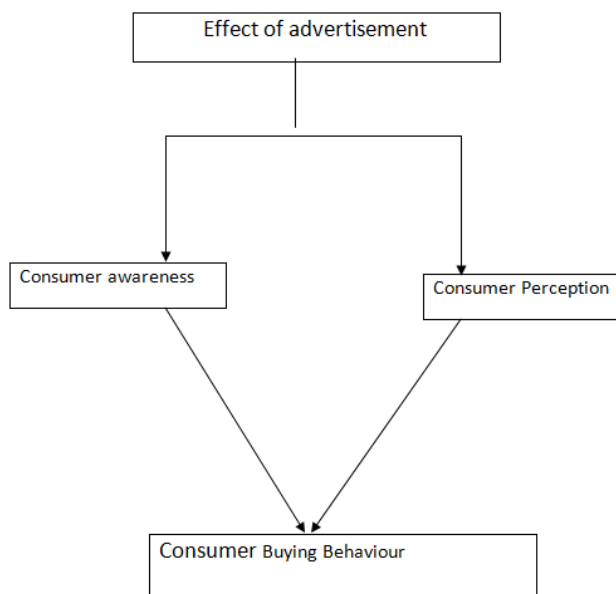 Effect of advertisement
Consumer awareness
Consumer Perception
Consumer Buying Behaviour